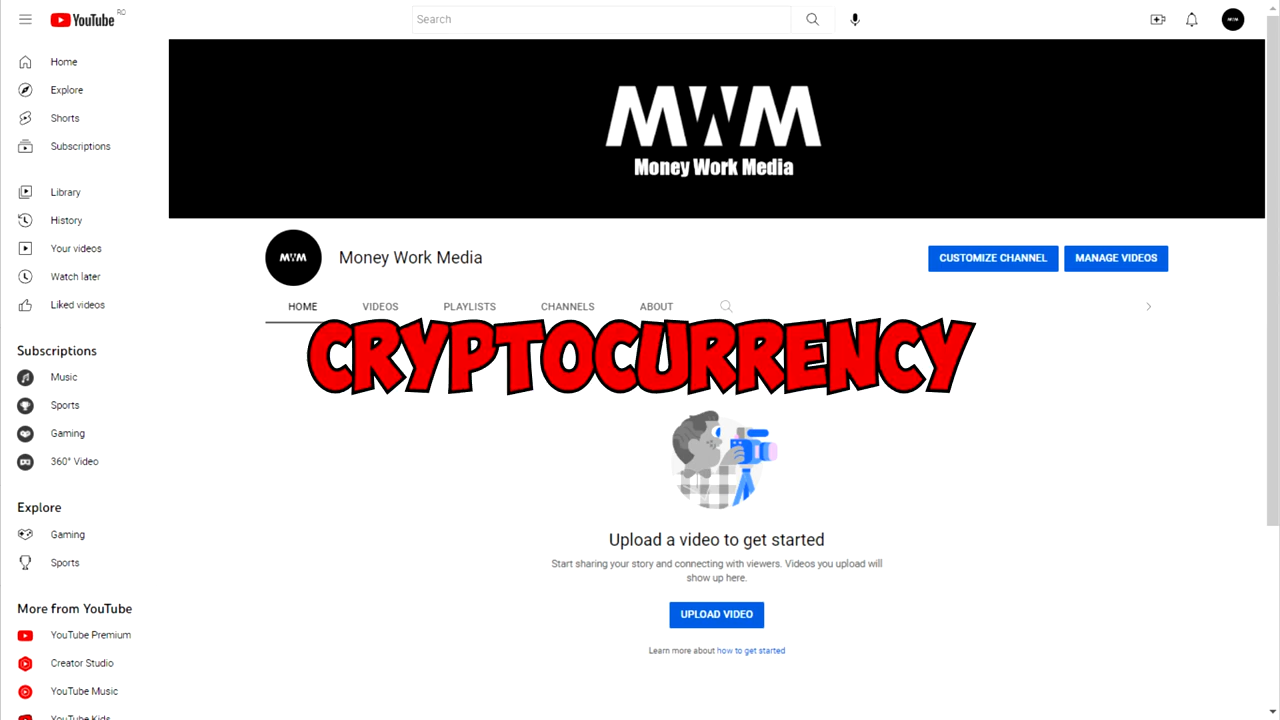 YouTube RO
Search
MWM
Home
Explore
Shorts
Subscriptions
Library
History
Your videos
Watch later
Liked videos
Subscriptions
Music
Sports
Gaming
360° Video
Explore
Gaming
Sports
More from YouTube
YouTube Premium
Creator Studio
YouTube Music
YouTube Kids
MWM
Money Work Media
MWM
Money Work Media
CUSTOMIZE CHANNEL
MANAGE VIDEOS
HOME
VIDEOS
PLAYLISTS
CHANNELS
ABOUT
CRYPTOCURRENCY
Upload a video to get started
Start sharing your story and connecting with viewers. Videos you upload will
show up here.
UPLOAD VIDEO
Learn more about how to get started